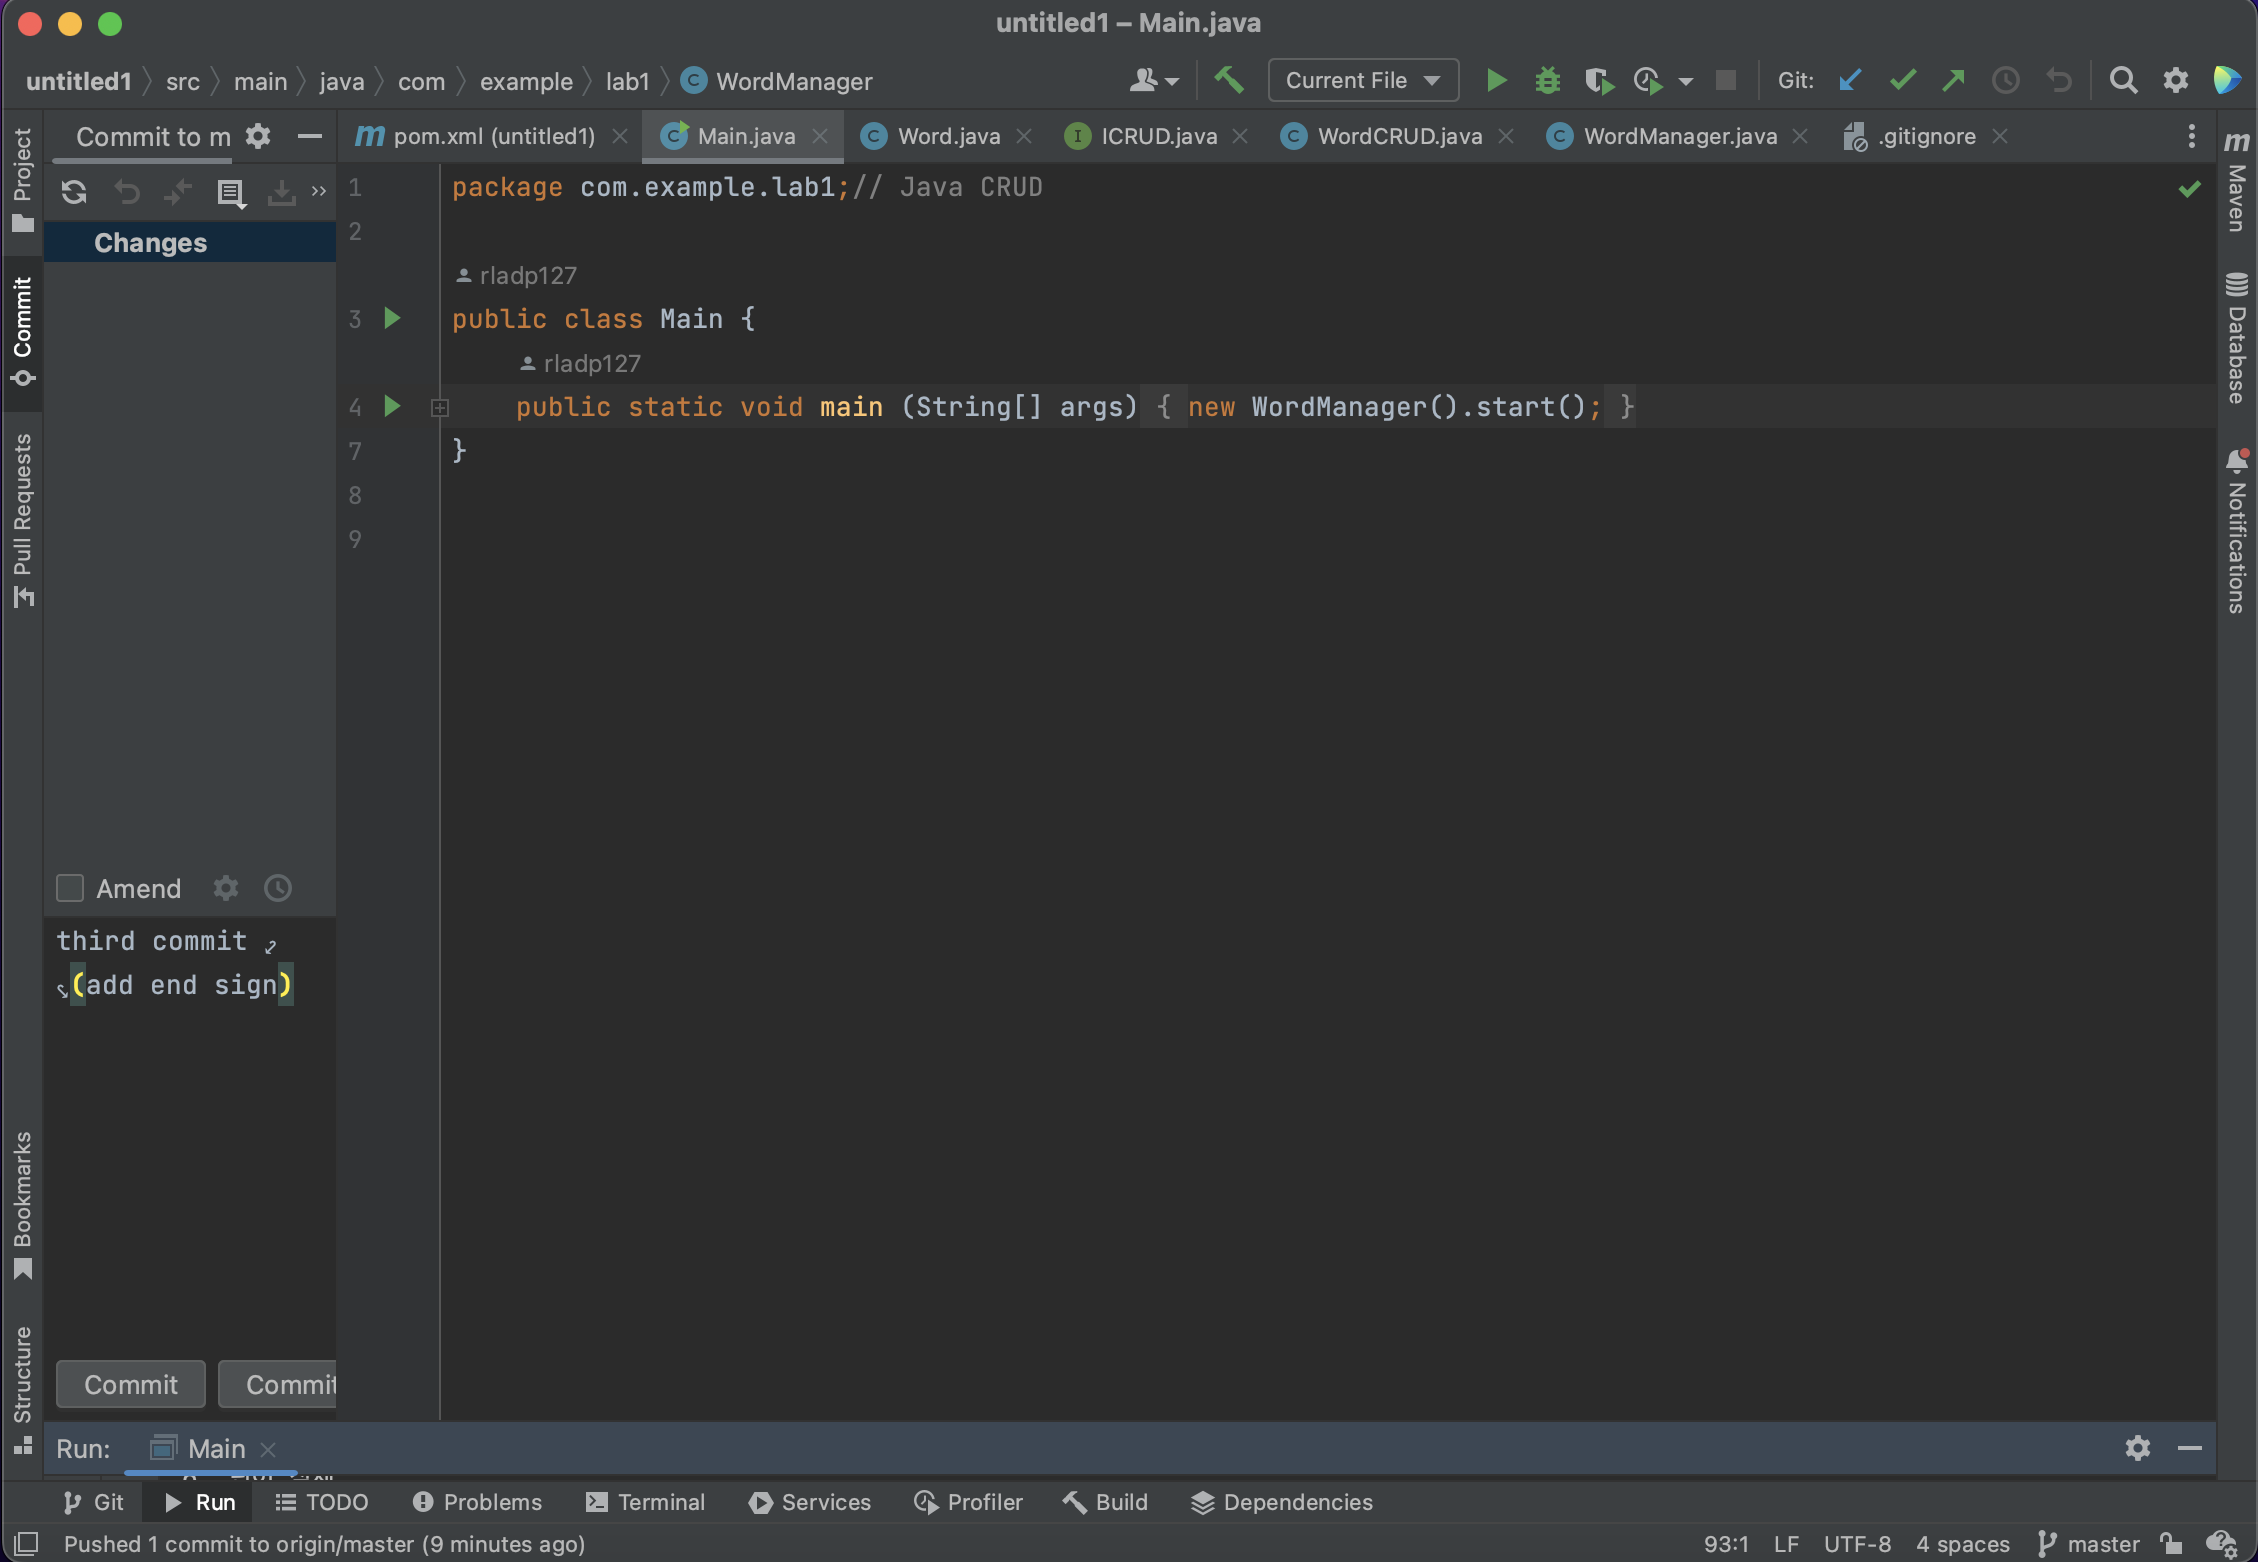 untitled1 – Main.java
untitled1 src main java com example lab1 C WordManager Current File Git:
Commit to m
m pom.xml (untitled1) C Main.java C Word.java I ICRUD.java C WordCRUD.java C WordManager.java .gitignore
Project
Commit
Pull Requests
Bookmarks
Structure
Changes
1 package com.example.lab1;// Java CRUD
2
rladp127
3 public class Main {
rladp127
4 public static void main (String[] args) { new WordManager().start(); }
7 }
8
9
Amend
third commit
(add end sign)
Commit Commit
m Maven
Database
Notifications
Run: Main
Git Run TODO Problems Terminal Services Profiler Build Dependencies
Pushed 1 commit to origin/master (9 minutes ago) 93:1 LF UTF-8 4 spaces master